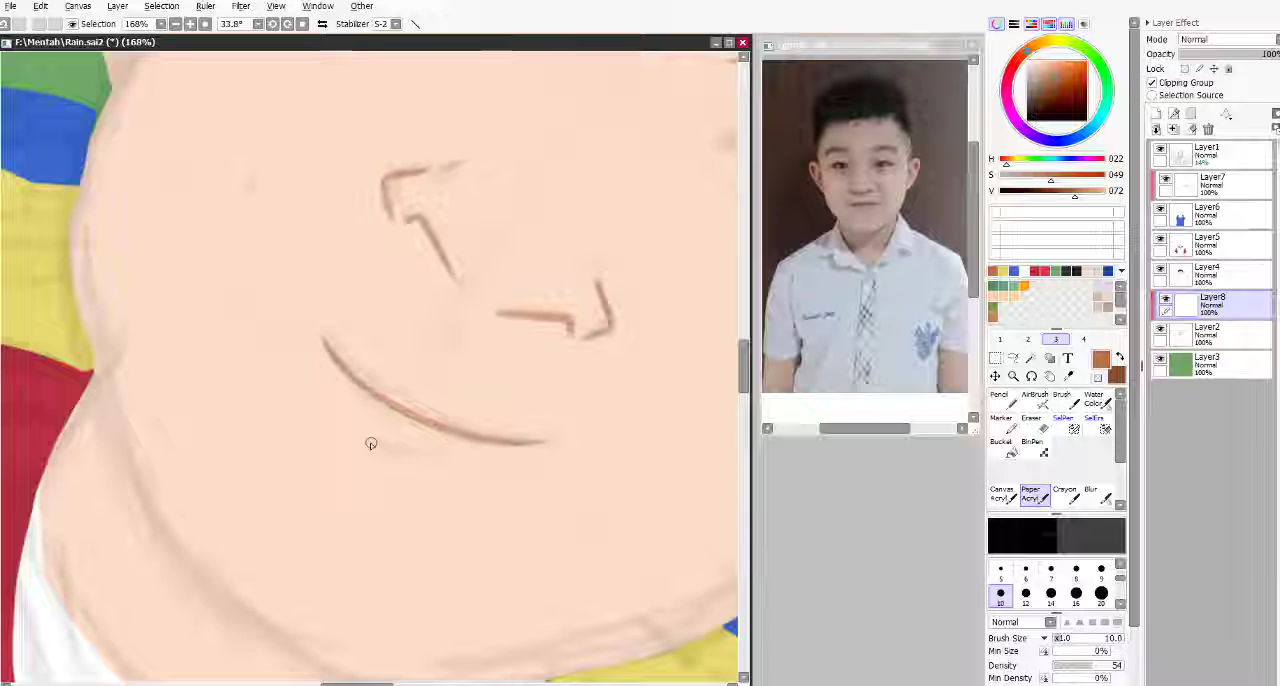 File Edit Canvas Layer Selection Ruler Filter View Window Other
Selection 168% 33.8° Stabilizer S-2
F:\Mentah\Rain.sai2 (*) (168%)
H 022
S 049
V 072
1 2 3 4
T
Pencil AirBrush Brush Water Color
Marker Eraser SelPen SelErs
Bucket BinPen
Canvas Acryl Paper Acryl Crayon Blur
5 6 7 8 9
10 12 14 16 20
Normal
Brush Size x1.0 10.0
Min Size 0%
Density 54
Min Density 0%
Layer Effect
Mode Normal
Opacity 100%
Lock
Clipping Group
Selection Source
Layer1
Normal
14%
Layer7
Normal
100%
Layer6
Normal
100%
Layer5
Normal
100%
Layer4
Normal
100%
Layer8
Normal
100%
Layer2
Normal
100%
Layer3
Normal
100%